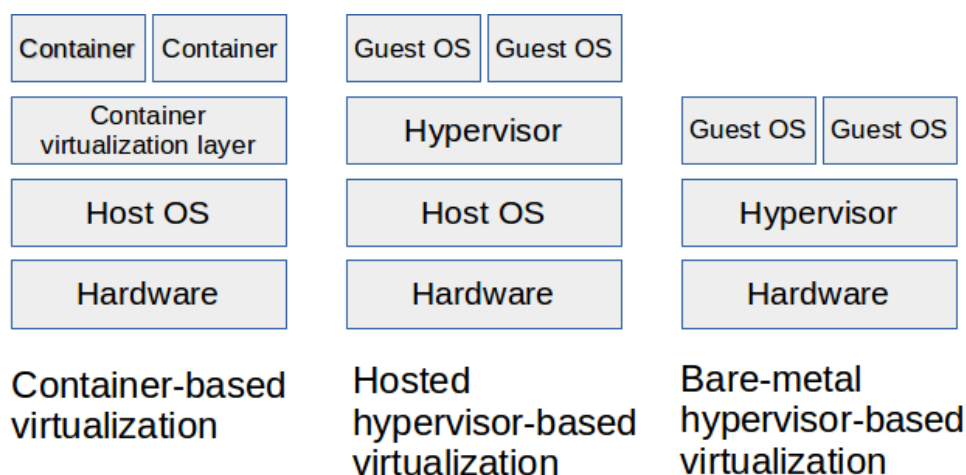 Container Container
Container
virtualization layer
Host OS
Hardware
Container-based
virtualization
Guest OS Guest OS
Hypervisor
Host OS
Hardware
Hosted
hypervisor-based
virtualization
Guest OS Guest OS
Hypervisor
Hardware
Bare-metal
hypervisor-based
virtualization